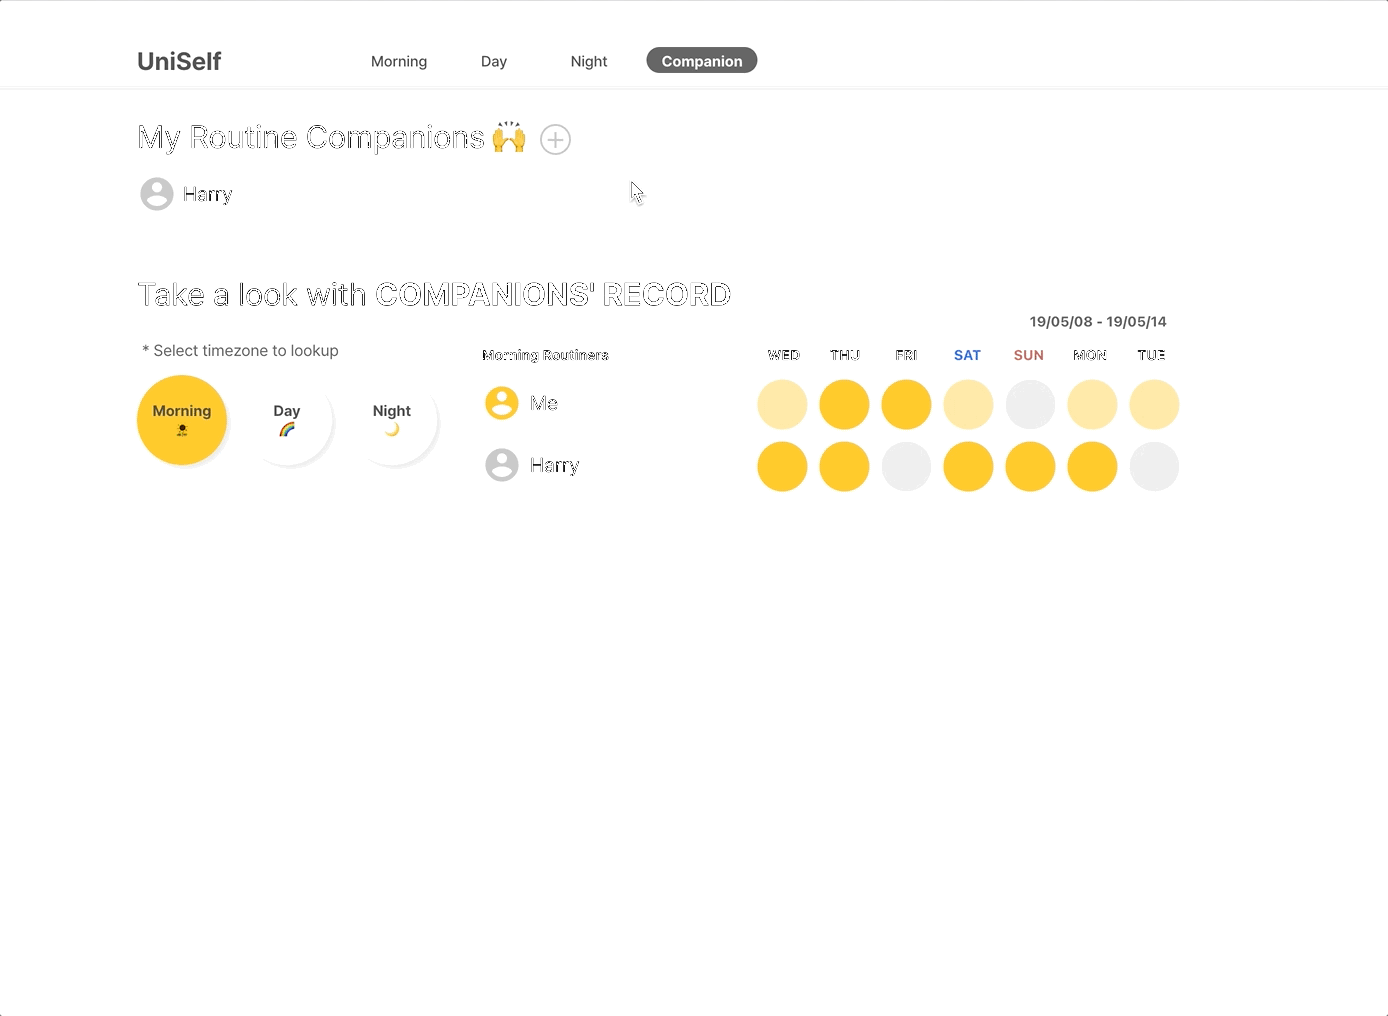 UniSelf Morning Day Night Companion
My Routine Companions 🙌
Harry
Take a look with COMPANIONS' RECORD
19/05/08 - 19/05/14
* Select timezone to lookup
Morning Routiners WED THU FRI SAT SUN MON TUE
Me
Morning Day Night
Harry